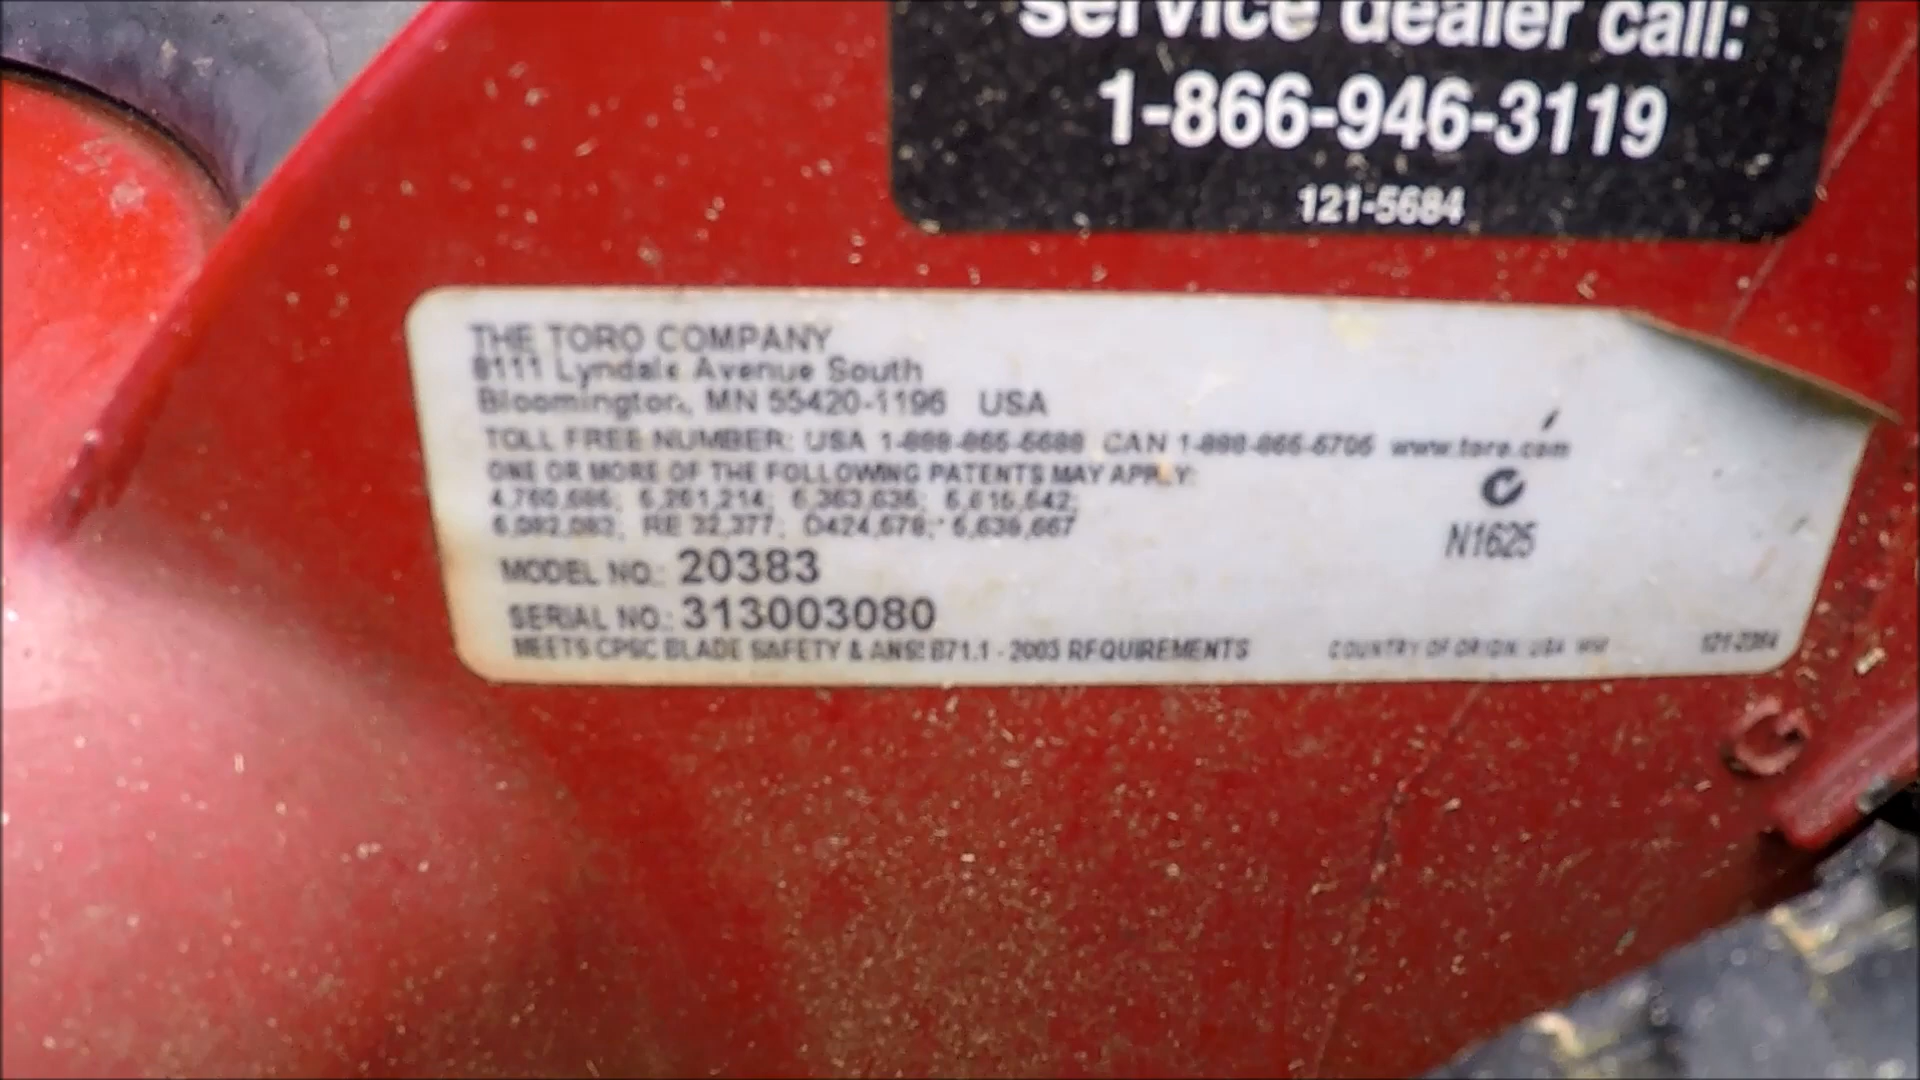 service dealer call:
1-866-946-3119
121-5684
THE TORO COMPANY
8111 Lyndale Avenue South
Bloomington, MN 55420-1196 USA
TOLL FREE NUMBER: USA CAN www.toro.com
ONE OR MORE OF THE FOLLOWING PATENTS MAY APPLY:
RE 32,377;
N1625
MODEL NO.: 20383
SERIAL NO.: 313003080
MEETS CPSC BLADE SAFETY & ANSI B71.1 - 2003 REQUIREMENTS
COUNTRY OF ORIGIN: USA